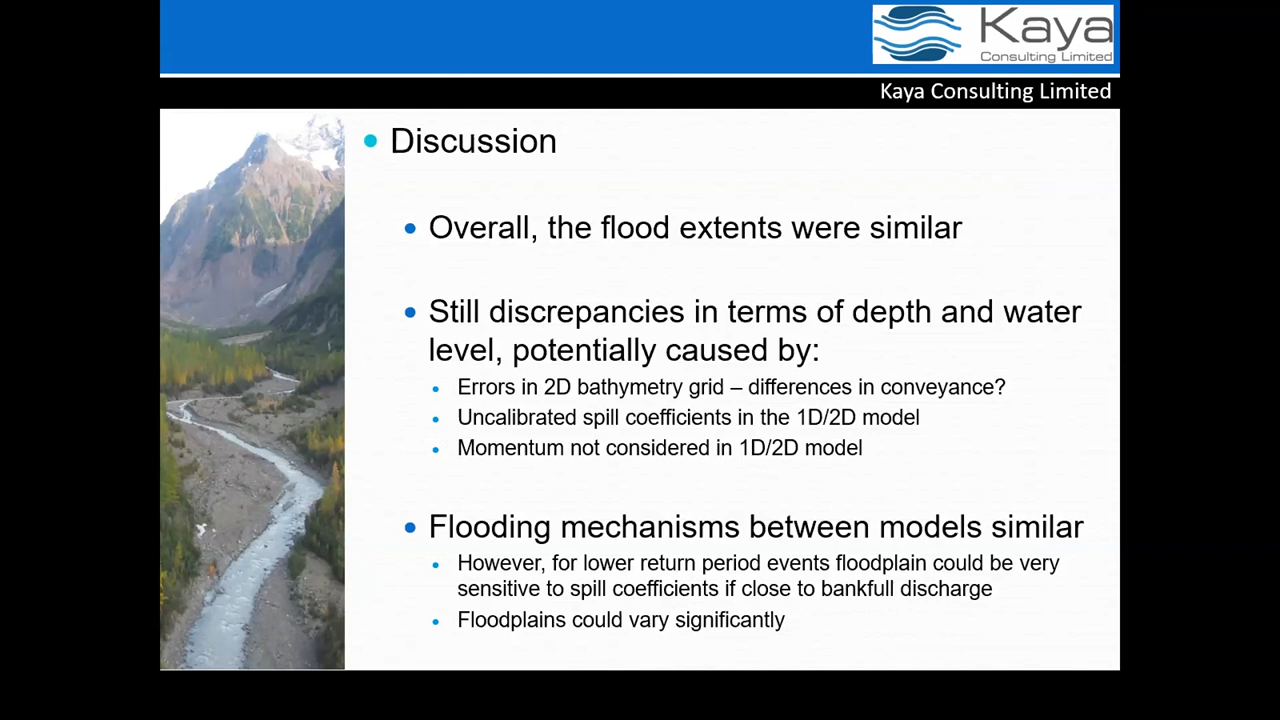 Kaya
Consulting Limited
Kaya Consulting Limited
Discussion
Overall, the flood extents were similar
Still discrepancies in terms of depth and water
level, potentially caused by:
Errors in 2D bathymetry grid – differences in conveyance?
Uncalibrated spill coefficients in the 1D/2D model
Momentum not considered in 1D/2D model
Flooding mechanisms between models similar
However, for lower return period events floodplain could be very
sensitive to spill coefficients if close to bankfull discharge
Floodplains could vary significantly